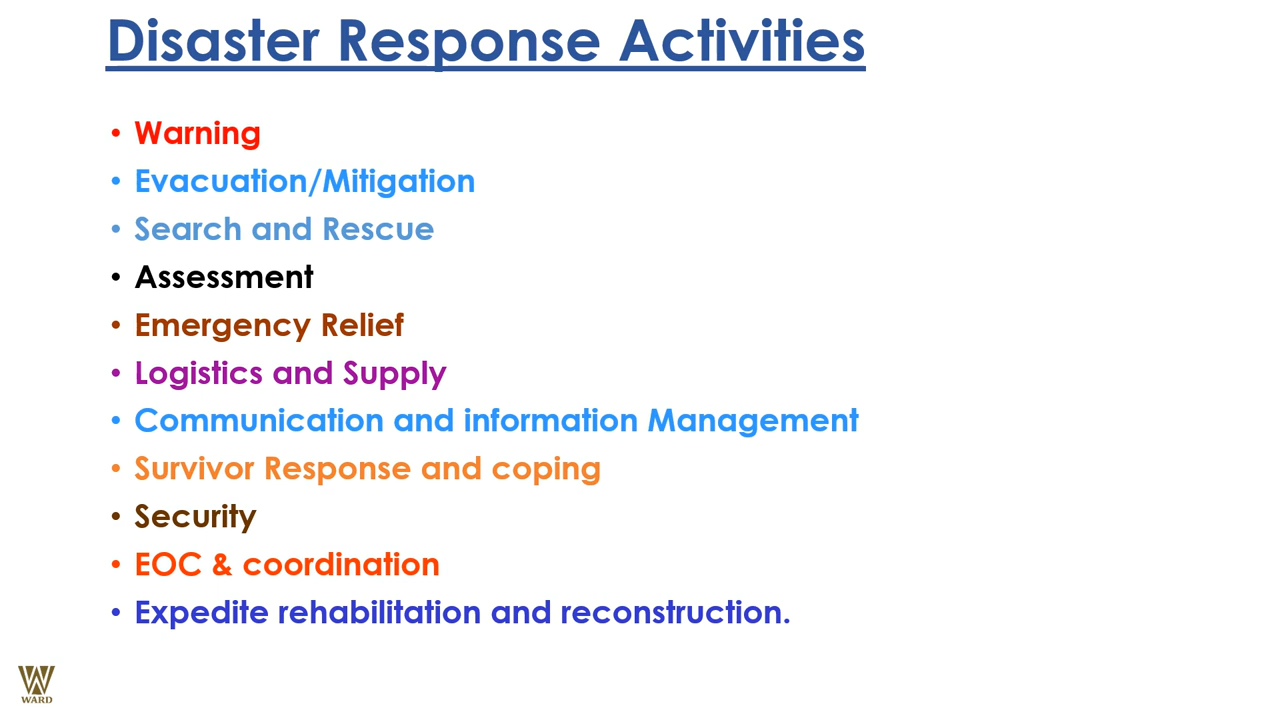 Disaster Response Activities
• Warning
• Evacuation/Mitigation
• Search and Rescue
• Assessment
• Emergency Relief
• Logistics and Supply
• Communication and information Management
• Survivor Response and coping
• Security
• EOC & coordination
• Expedite rehabilitation and reconstruction.
WARD